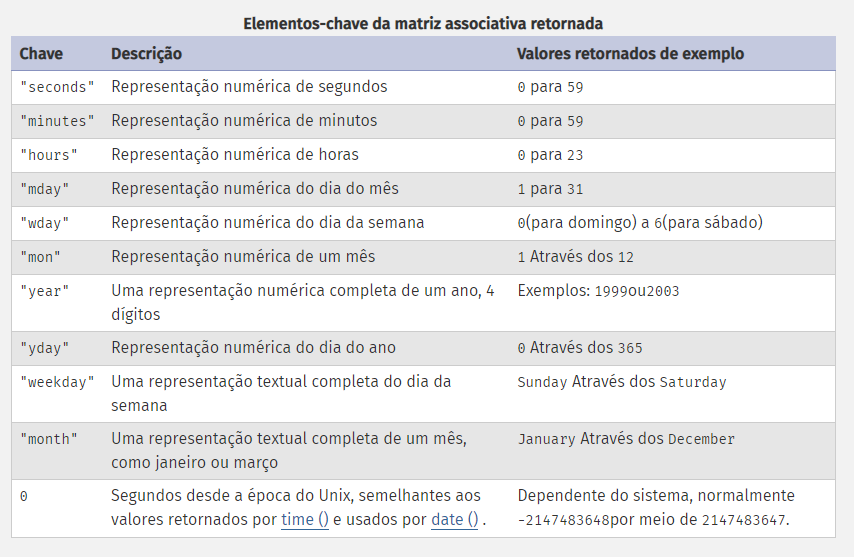 Elementos-chave da matriz associativa retornada
Chave Descrição Valores retornados de exemplo
"seconds" Representação numérica de segundos 0 para 59
"minutes" Representação numérica de minutos 0 para 59
"hours" Representação numérica de horas 0 para 23
"mday" Representação numérica do dia do mês 1 para 31
"wday" Representação numérica do dia da semana 0(para domingo) a 6(para sábado)
"mon" Representação numérica de um mês 1 Através dos 12
"year" Uma representação numérica completa de um ano, 4 Exemplos: 1999ou2003
dígitos
"yday" Representação numérica do dia do ano 0 Através dos 365
"weekday" Uma representação textual completa do dia da Sunday Através dos Saturday
semana
"month" Uma representação textual completa de um mês, January Através dos December
como janeiro ou março
0 Segundos desde a época do Unix, semelhantes aos Dependente do sistema, normalmente
valores retornados por time () e usados por date () . -2147483648por meio de 2147483647.